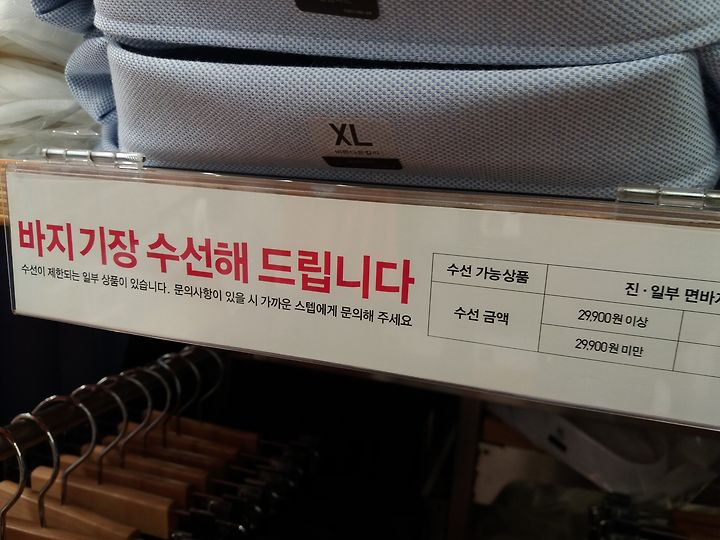 XL
바지 기장 수선해 드립니다
수선이 제한되는 일부 상품이 있습니다. 문의사항이 있을 시 가까운 스텝에게 문의해 주세요
수선 가능상품
진 · 일부 면바지
수선 금액
29,900원 이상
29,900원 미만